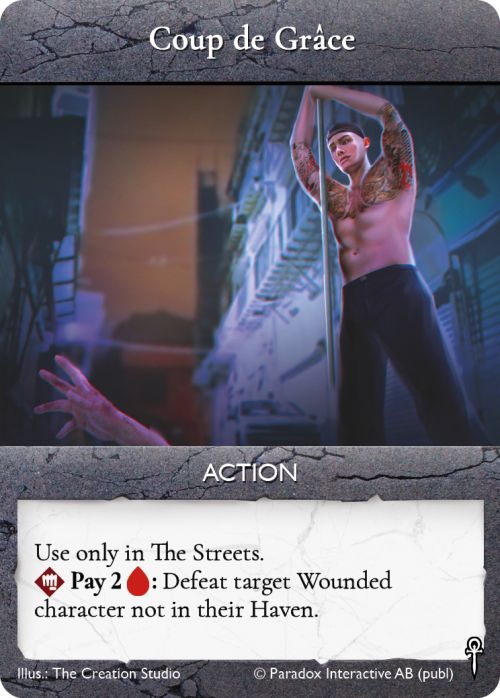 Coup de Grâce
ACTION
Use only in The Streets.
Pay 2 : Defeat target Wounded
character not in their Haven.
Illus.: The Creation Studio © Paradox Interactive AB (publ)